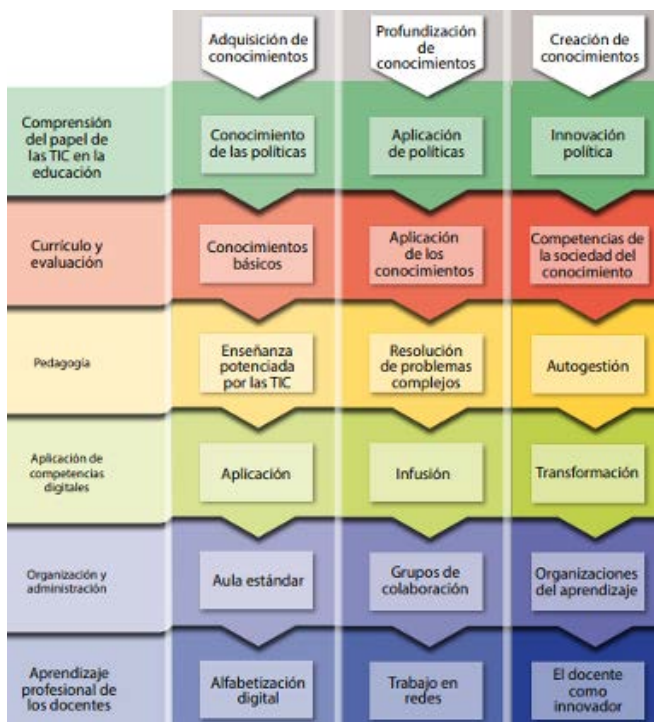 Adquisición de
conocimientos
Profundización
de
conocimientos
Creación de
conocimientos
Comprensión
del papel de
las TIC en la
educación
Conocimiento
de las políticas
Aplicación
de políticas
Innovación
política
Currículo y
evaluación
Conocimientos
básicos
Aplicación
de los
conocimientos
Competencias de
la sociedad del
conocimiento
Pedagogía
Enseñanza
potenciada
por las TIC
Resolución
de problemas
complejos
Autogestión
Aplicación de
competencias
digitales
Aplicación
Infusión
Transformación
Organización y
administración
Aula estándar
Grupos de
colaboración
Organizaciones
del aprendizaje
Aprendizaje
profesional de
los docentes
Alfabetización
digital
Trabajo en
redes
El docente
como
innovador